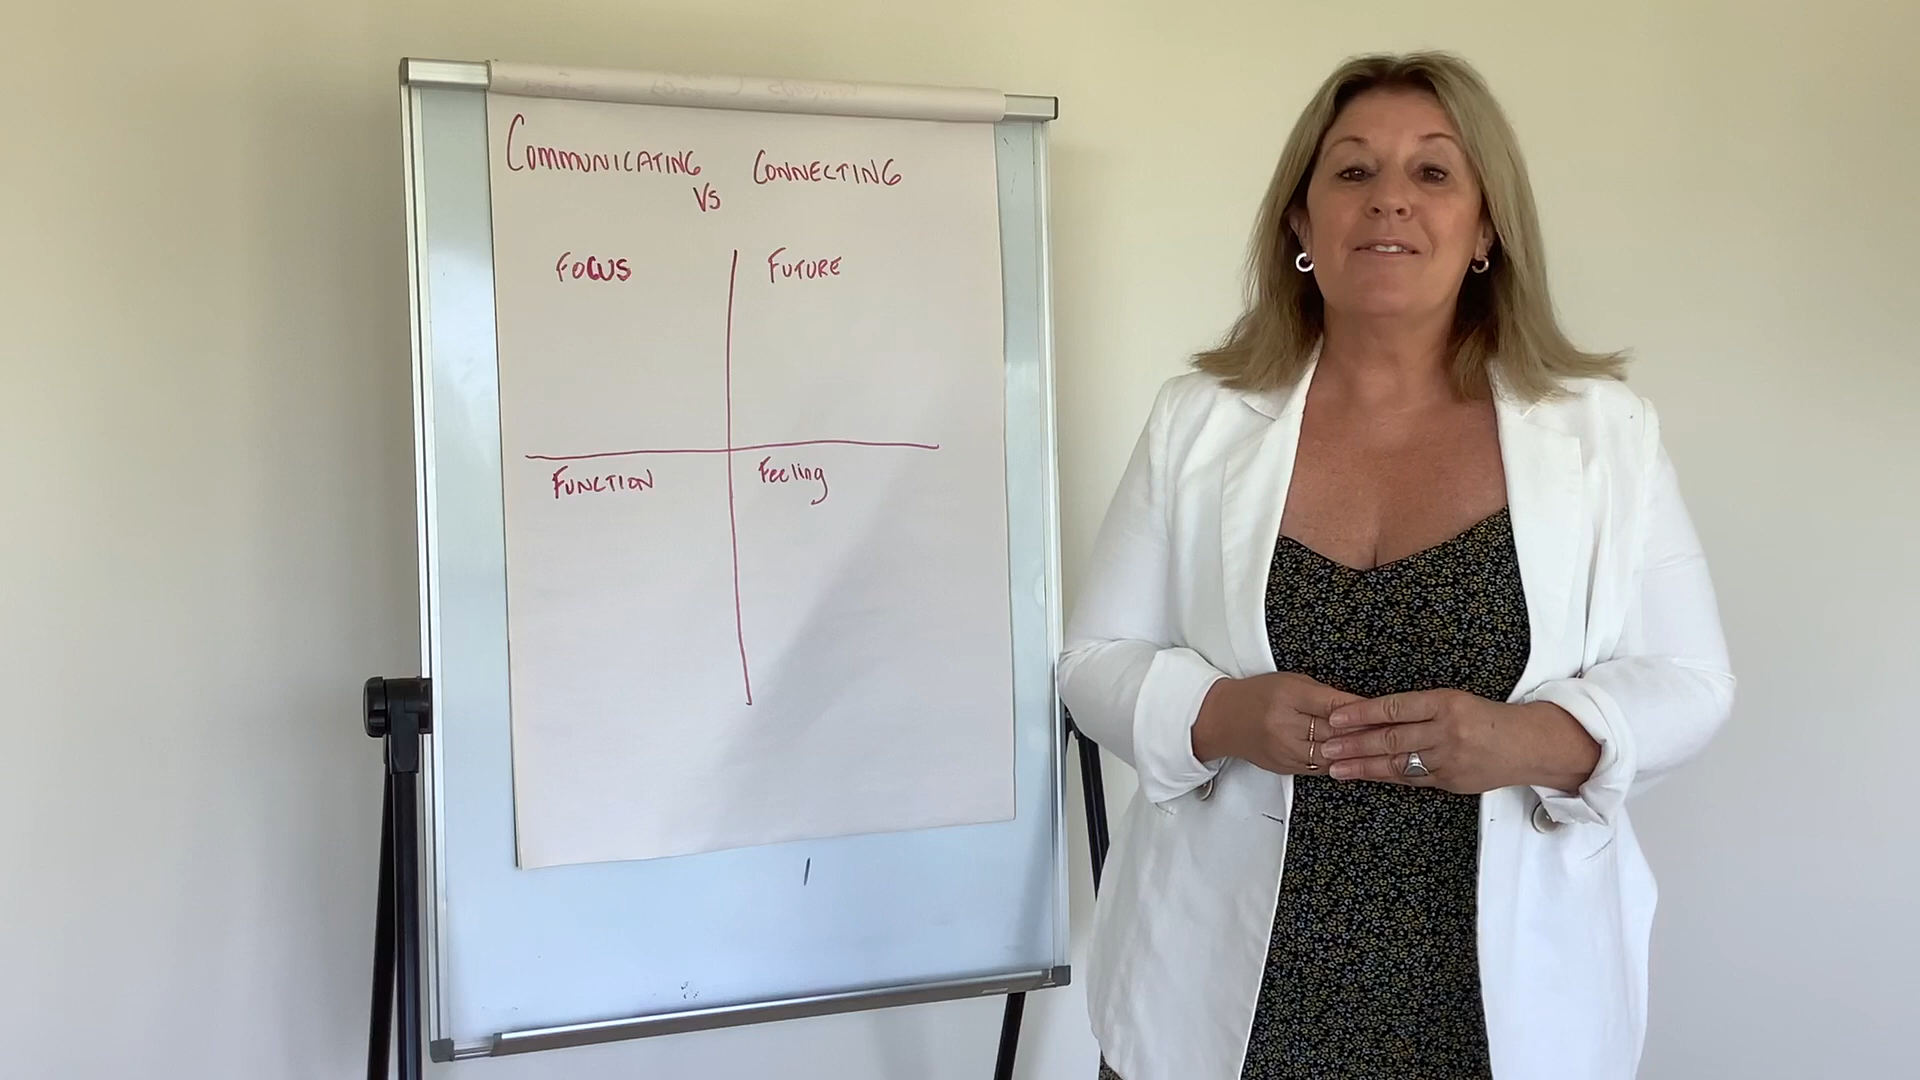 COMMUNICATING VS CONNECTING
FOCUS
FUTURE
FUNCTION
Feeling